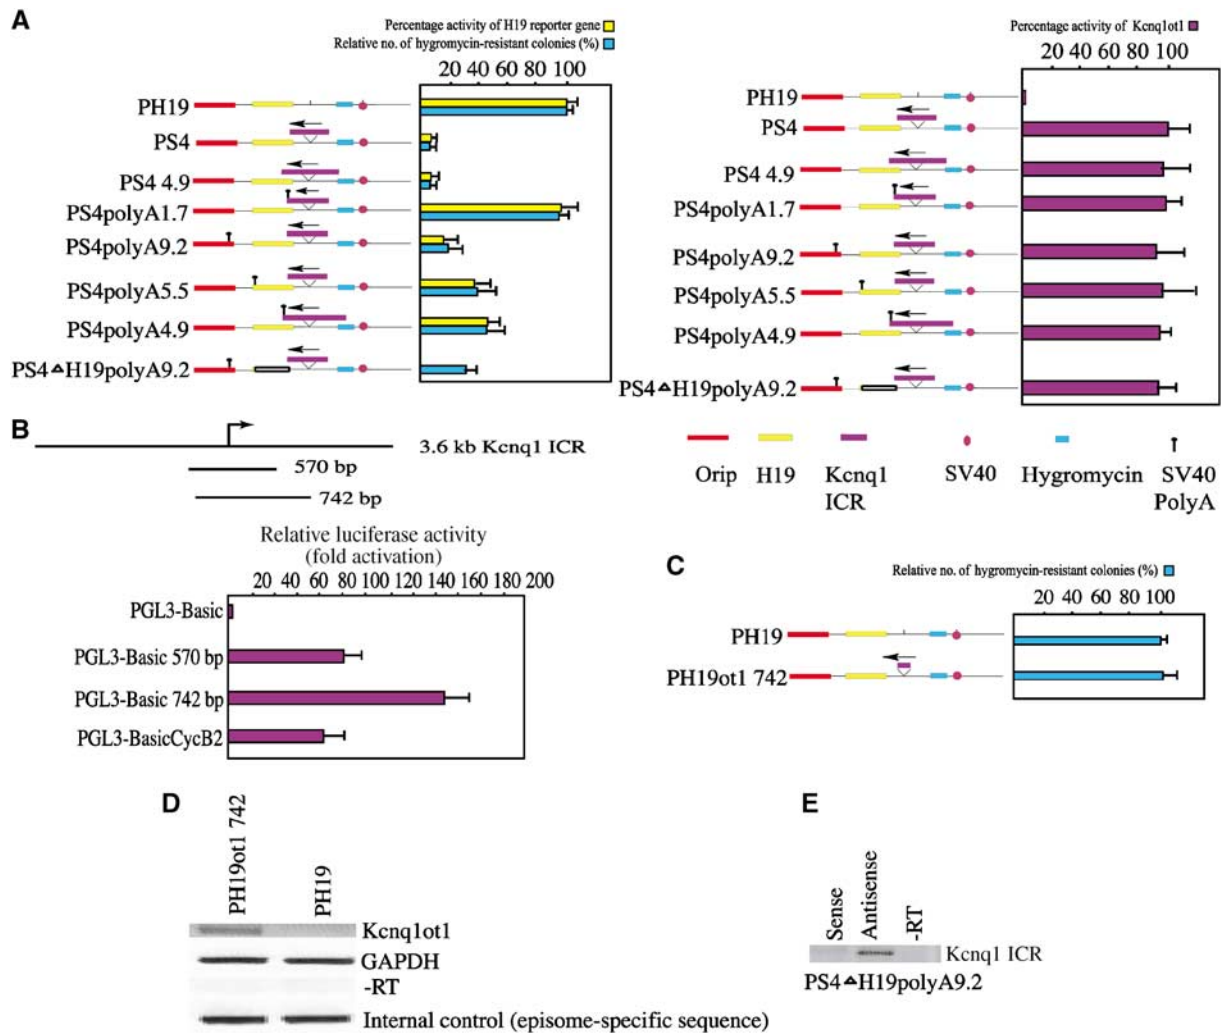 A
Percentage activity of H19 reporter gene
Relative no. of hygromycin-resistant colonies (%)
20 40 60 80 100
PH19
PS4
PS4 4.9
PS4polyA1.7
PS4polyA9.2
PS4polyA5.5
PS4polyA4.9
PS4▲H19polyA9.2
Percentage activity of Kcnq1ot1
20 40 60 80 100
PH19
PS4
PS4 4.9
PS4polyA1.7
PS4polyA9.2
PS4polyA5.5
PS4polyA4.9
PS4▲H19polyA9.2
Orip H19 Kcnq1 ICR SV40 Hygromycin SV40 PolyA
B
3.6 kb Kcnq1 ICR
570 bp
742 bp
Relative luciferase activity
(fold activation)
20 40 60 80 100 120 140 160 180 200
PGL3-Basic
PGL3-Basic 570 bp
PGL3-Basic 742 bp
PGL3-BasicCycB2
C
Relative no. of hygromycin-resistant colonies (%)
20 40 60 80 100
PH19
PH19ot1 742
D
PH19ot1 742
PH19
Kcnq1ot1
GAPDH
-RT
Internal control (episome-specific sequence)
E
Sense
Antisense
-RT
Kcnq1 ICR
PS4▲H19polyA9.2